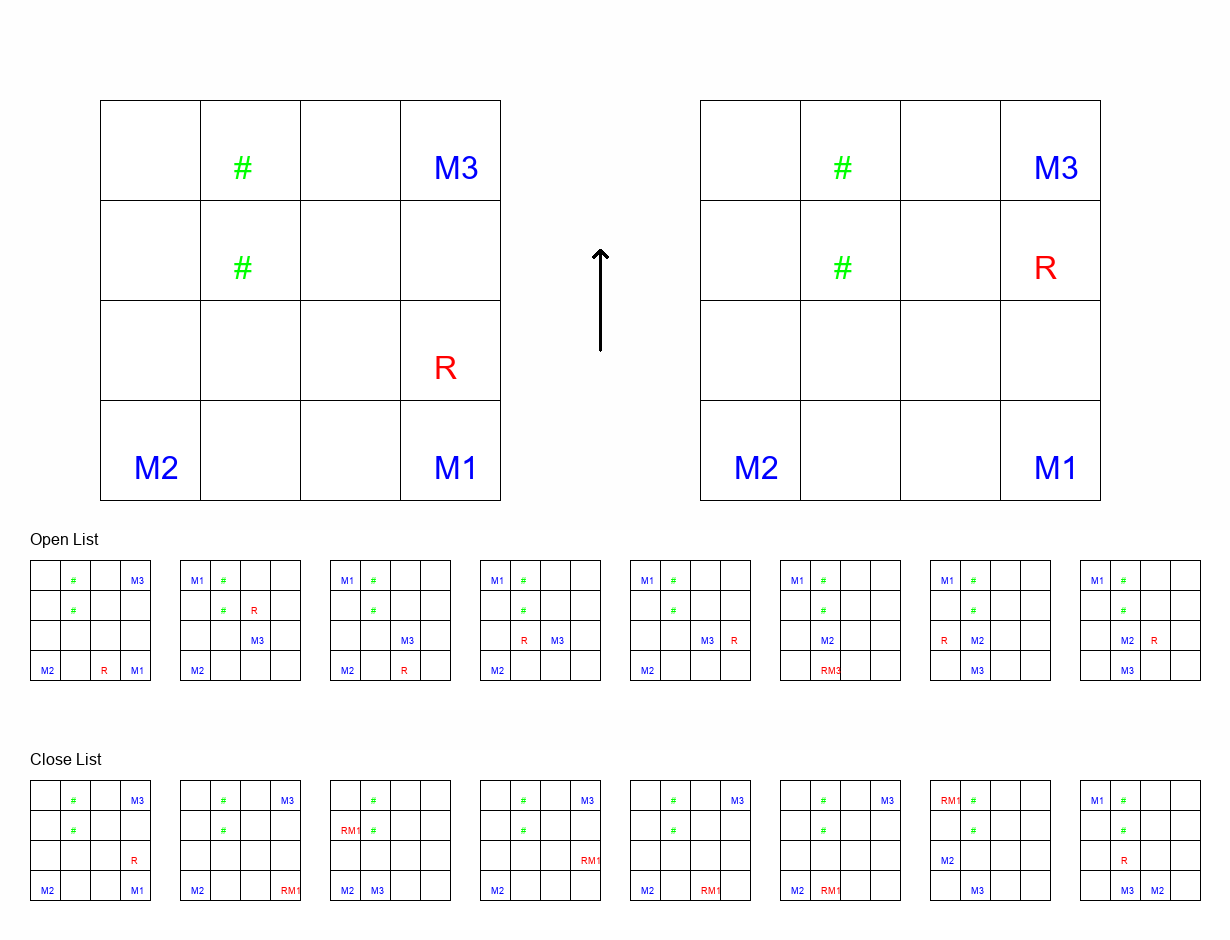 # M3 # M3
# # R
R
M2 M1 M2 M1
Open List
# M3 M1 # M1 # M1 # M1 # M1 # M1 # M1 #
# # R # # # # # #
M3 M3 R M3 M3 R M2 R M2 M2 R
M2 R M1 M2 M2 R M2 M2 RM3 M3 M3
Close List
# M3 # M3 # # M3 # M3 # M3 RM1 # M1 #
# # RM1 # # # # # #
R RM1 M2 R
M2 M1 M2 RM1 M2 M3 M2 M2 RM1 M2 RM1 M3 M3 M2